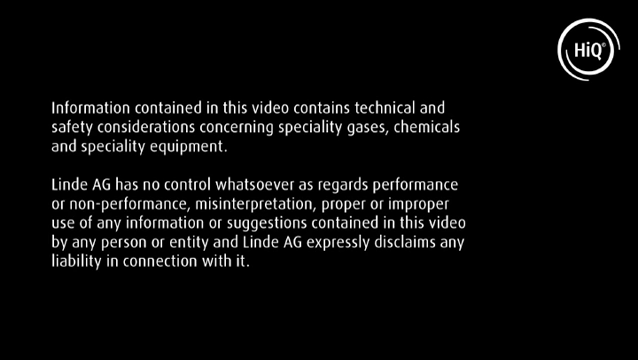 HiQ®
Information contained in this video contains technical and
safety considerations concerning speciality gases, chemicals
and speciality equipment.
Linde AG has no control whatsoever as regards performance
or non-performance, misinterpretation, proper or improper
use of any information or suggestions contained in this video
by any person or entity and Linde AG expressly disclaims any
liability in connection with it.